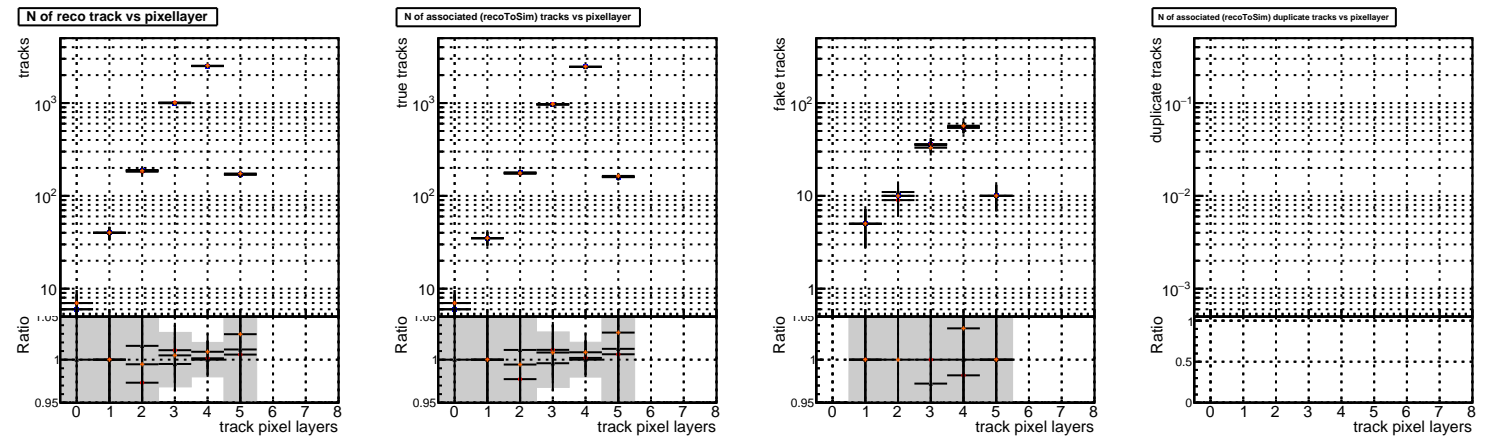 N of reco track vs pixellayer
tracks
10³
10²
10
1.05
Ratio
1
0.95
0 1 2 3 4 5 6 7 8
track pixel layers
N of associated (recoToSim) tracks vs pixellayer
true tracks
10³
10²
10
1.05
Ratio
1
0.95
0 1 2 3 4 5 6 7 8
track pixel layers
fake tracks
10²
10
1
1.05
Ratio
1
0.95
0 1 2 3 4 5 6 7 8
track pixel layers
N of associated (recoToSim) duplicate tracks vs pixellayer
duplicate tracks
10⁻¹
10⁻²
10⁻³
Ratio
1
0.5
0
0 1 2 3 4 5 6 7 8
track pixel layers